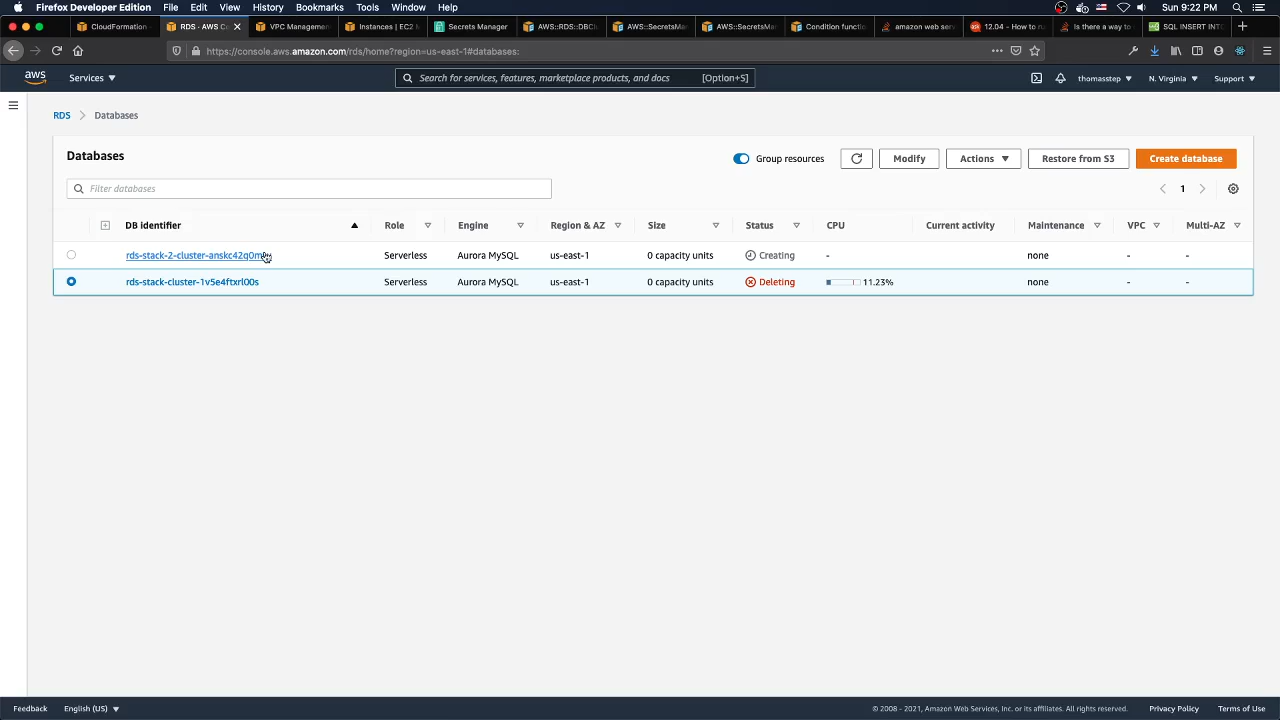 Firefox Developer Edition File Edit View History Bookmarks Tools Window Help Sun 9:22 PM
CloudFormation RDS - AWS Co VPC Managemen Instances | EC2 M Secrets Manager AWS::RDS::DBCl AWS::SecretsMan AWS::SecretsMa Condition functio amazon web serv 12.04 - How to ru Is there a way to SQL INSERT INTO
https://console.aws.amazon.com/rds/home?region=us-east-1#databases:
aws Services Search for services, features, marketplace products, and docs [Option+S] thomasstep N. Virginia Support
RDS Databases
Databases Group resources Modify Actions Restore from S3 Create database
Filter databases 1
DB identifier Role Engine Region & AZ Size Status CPU Current activity Maintenance VPC Multi-AZ
Serverless Aurora MySQL us-east-1 0 capacity units Creating - none - -
rds-stack-cluster-1v5e4ftxrl00s Serverless Aurora MySQL us-east-1 0 capacity units Deleting 11.23% none - -
Feedback English (US) © 2008 - 2021, Amazon Web Services, Inc. or its affiliates. All rights reserved. Privacy Policy Terms of Use